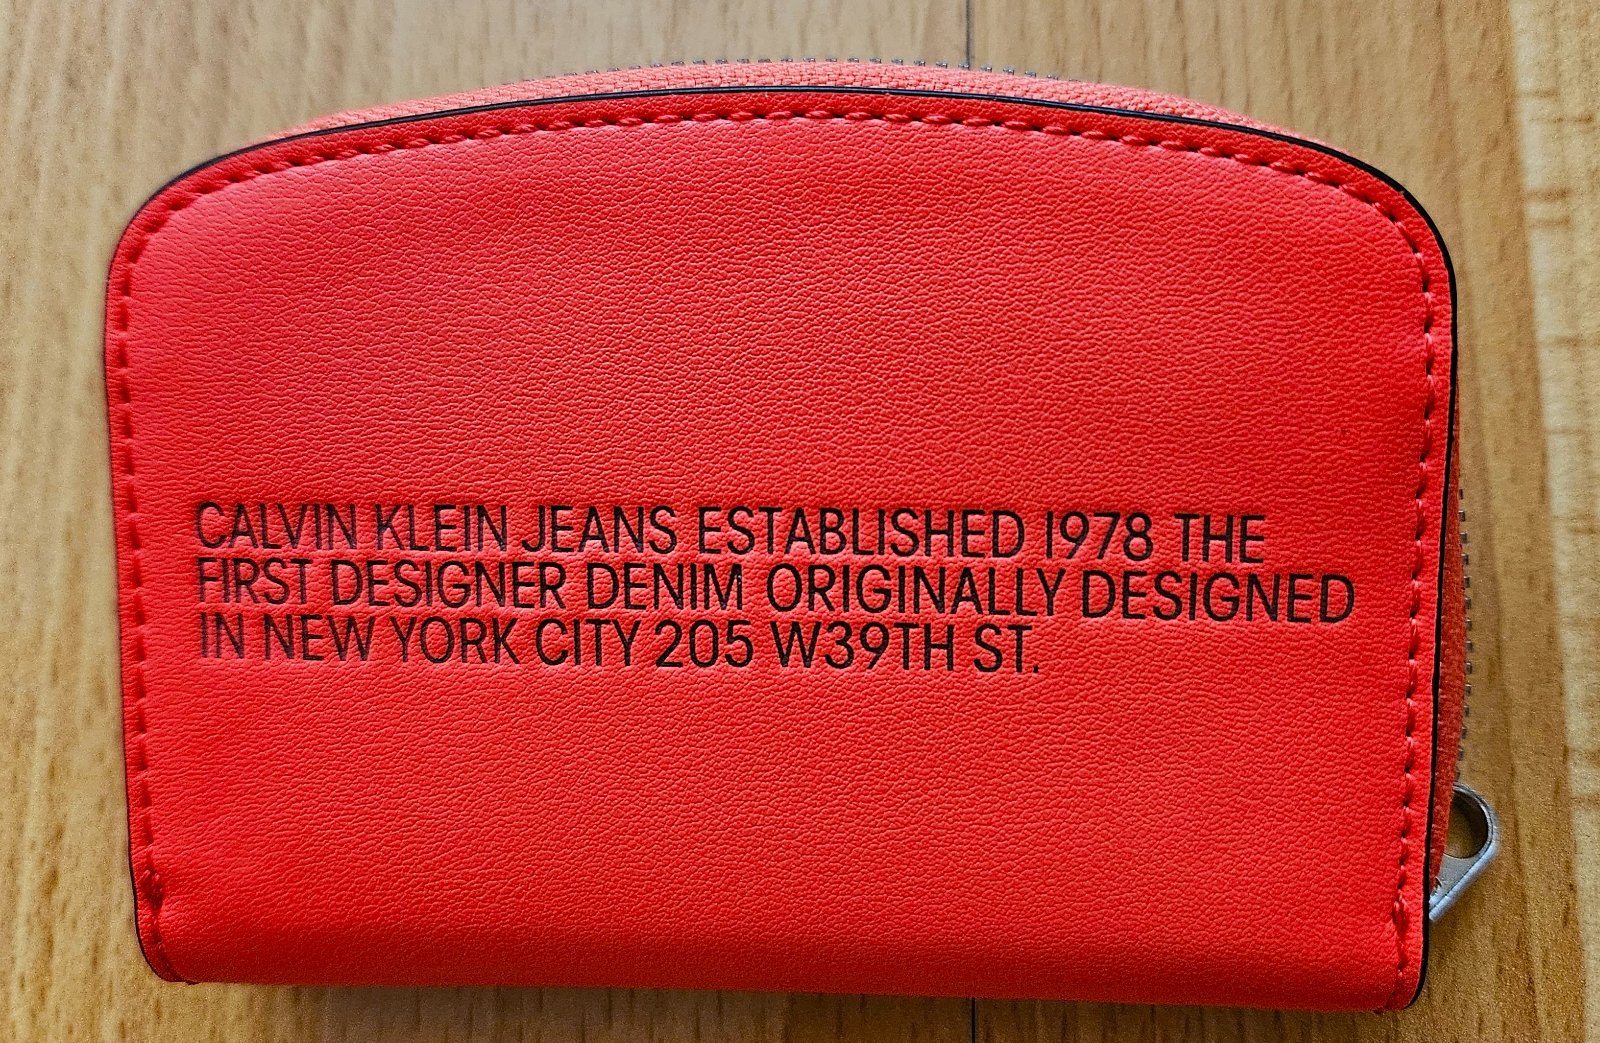 CALVIN KLEIN JEANS ESTABLISHED 1978 THE
FIRST DESIGNER DENIM ORIGINALLY DESIGNED
IN NEW YORK CITY 205 W39TH ST.